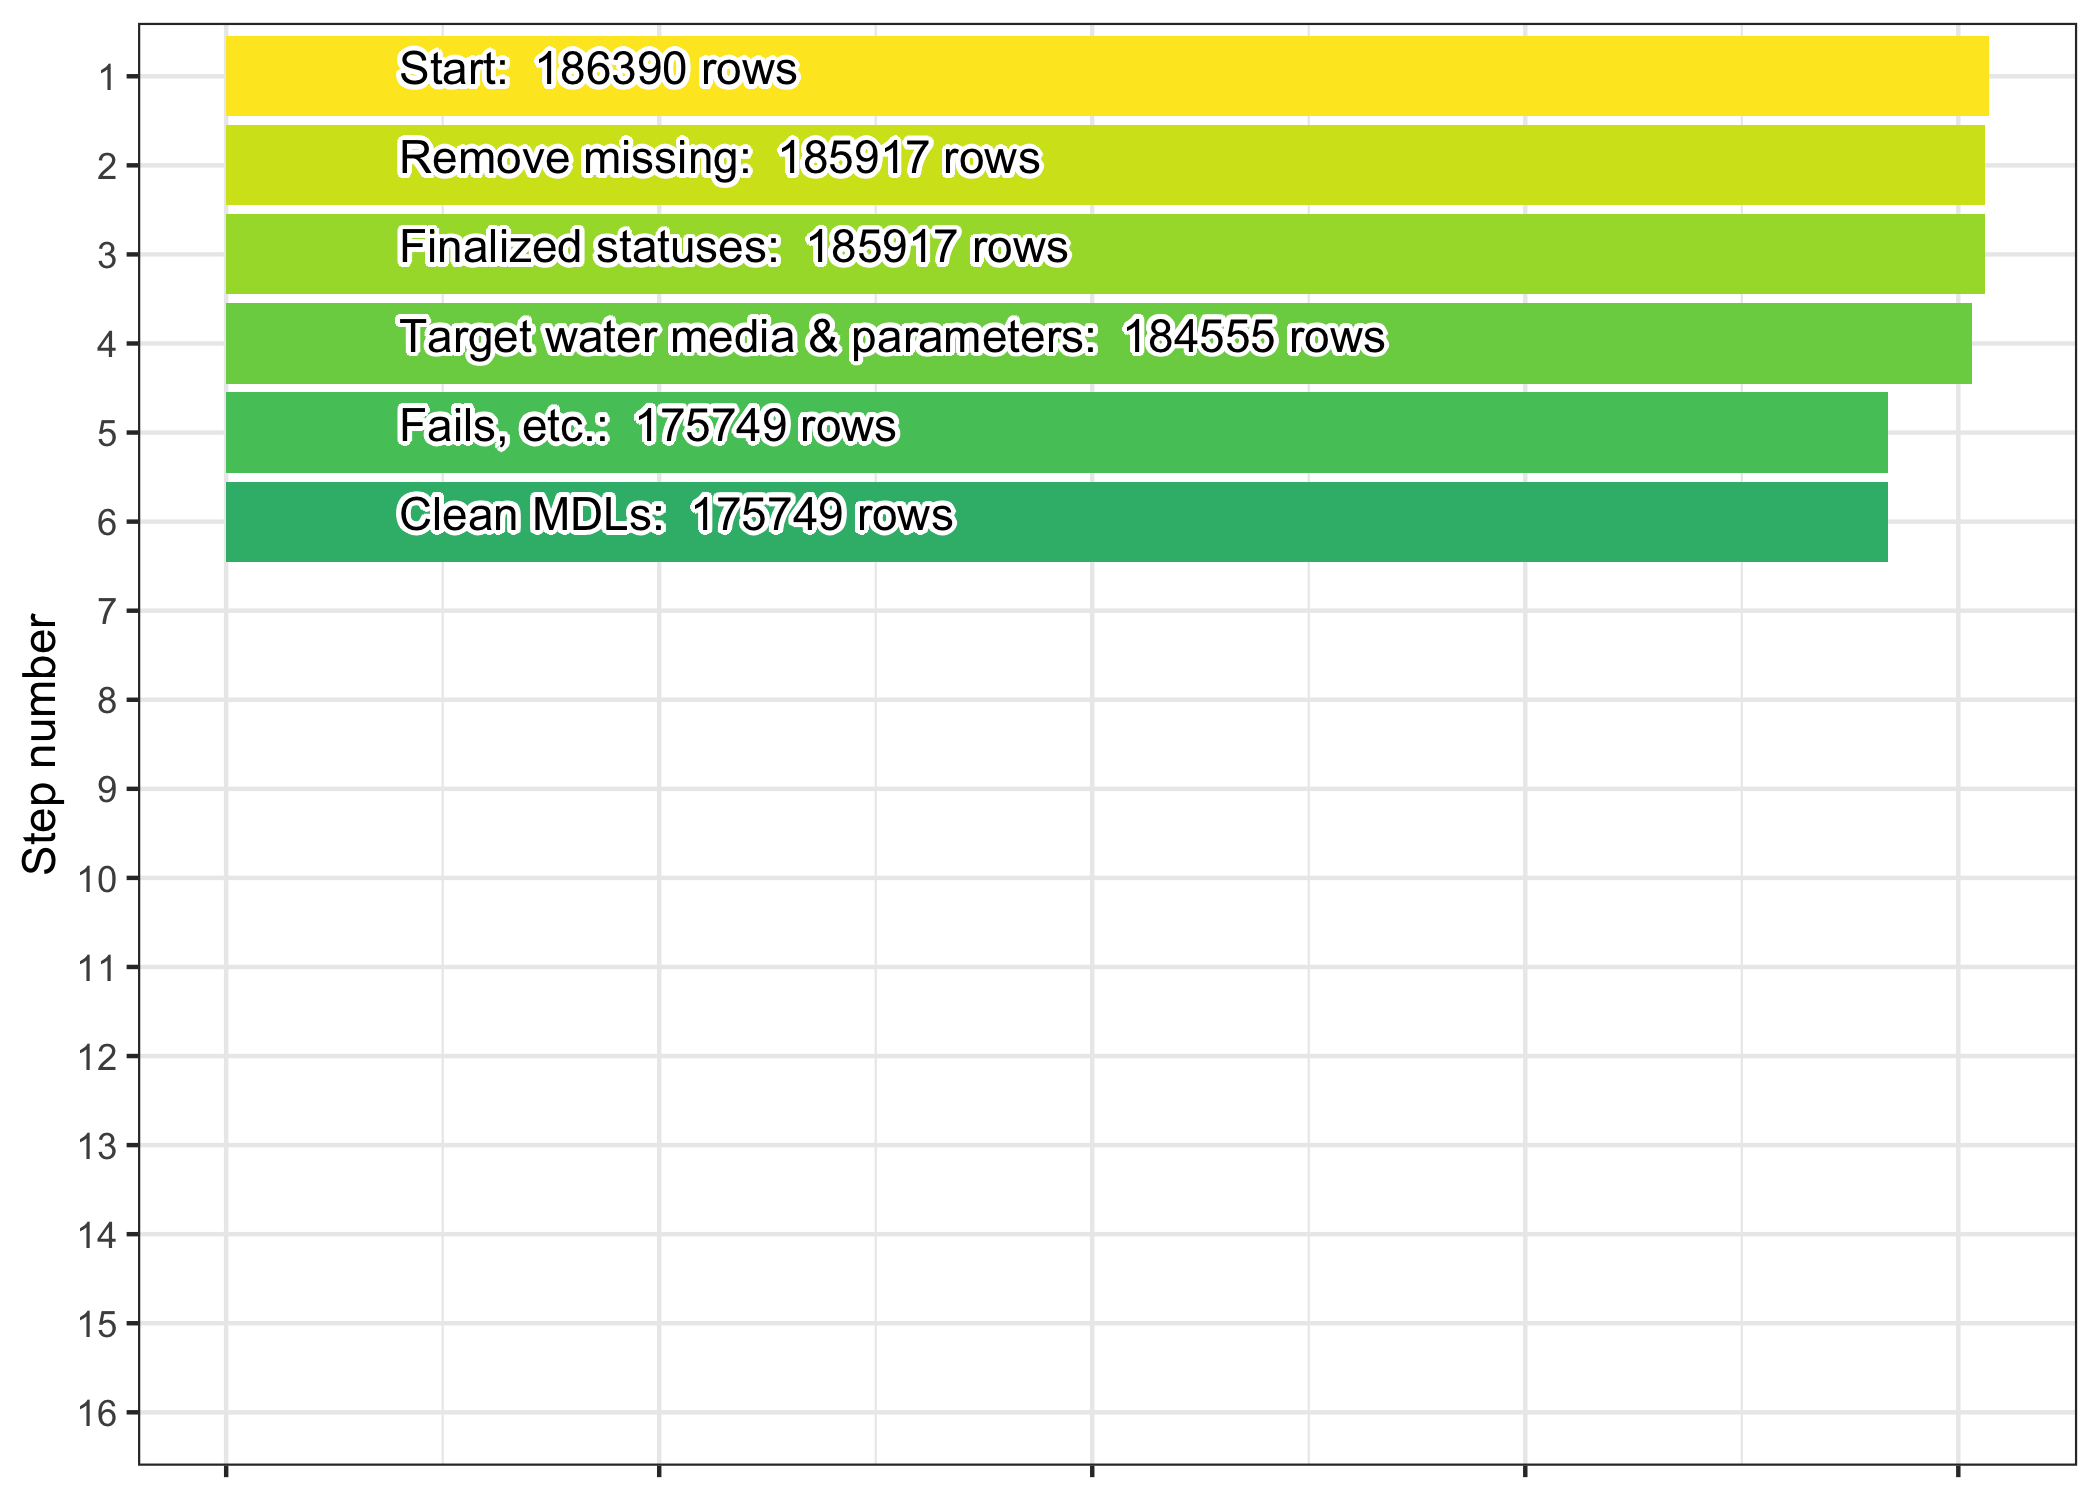 Step number
1
Start:  186390 rows
2
Remove missing:  185917 rows
3
Finalized statuses:  185917 rows
4
Target water media & parameters:  184555 rows
5
Fails, etc.:  175749 rows
6
Clean MDLs:  175749 rows
7
8
9
10
11
12
13
14
15
16